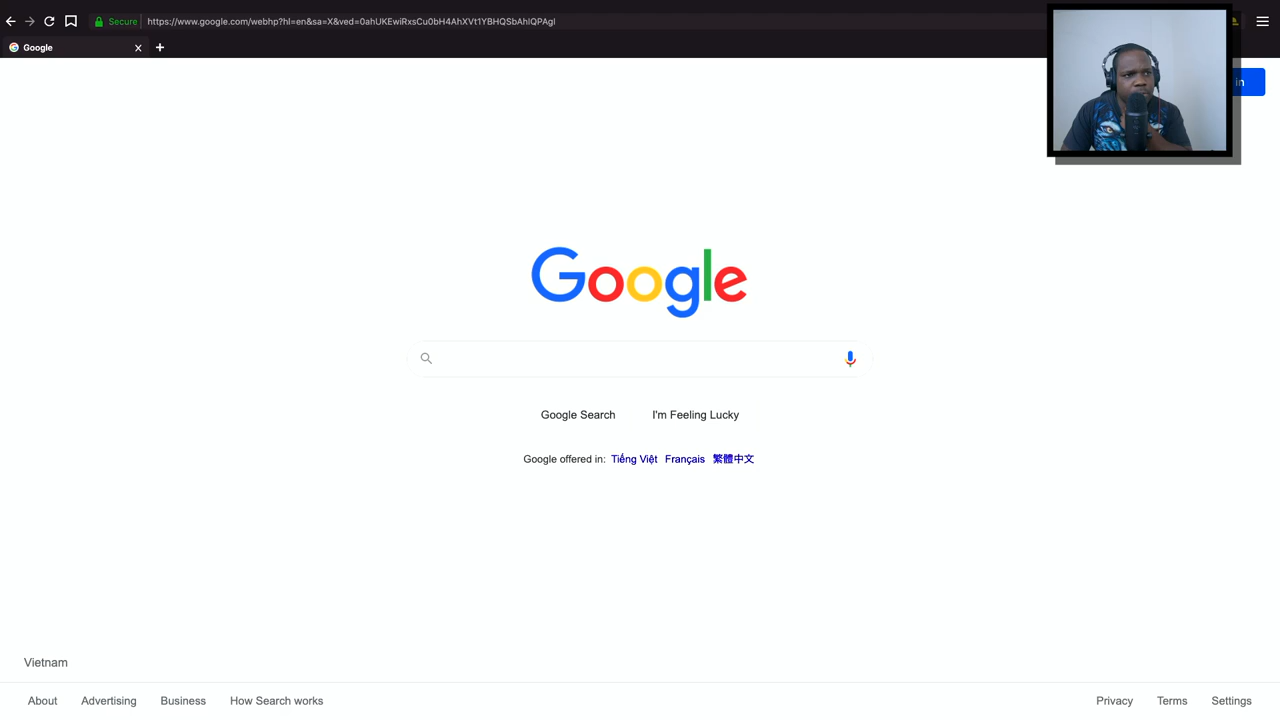 Secure https://www.google.com/webhp?hl=en&sa=X&ved=0ahUKEwiRxsCu0bH4AhXVt1YBHQSbAhlQPAgI
Google
Google
Google Search I'm Feeling Lucky
Google offered in: Tiếng Việt Français 繁體中文
Vietnam
About Advertising Business How Search works Privacy Terms Settings